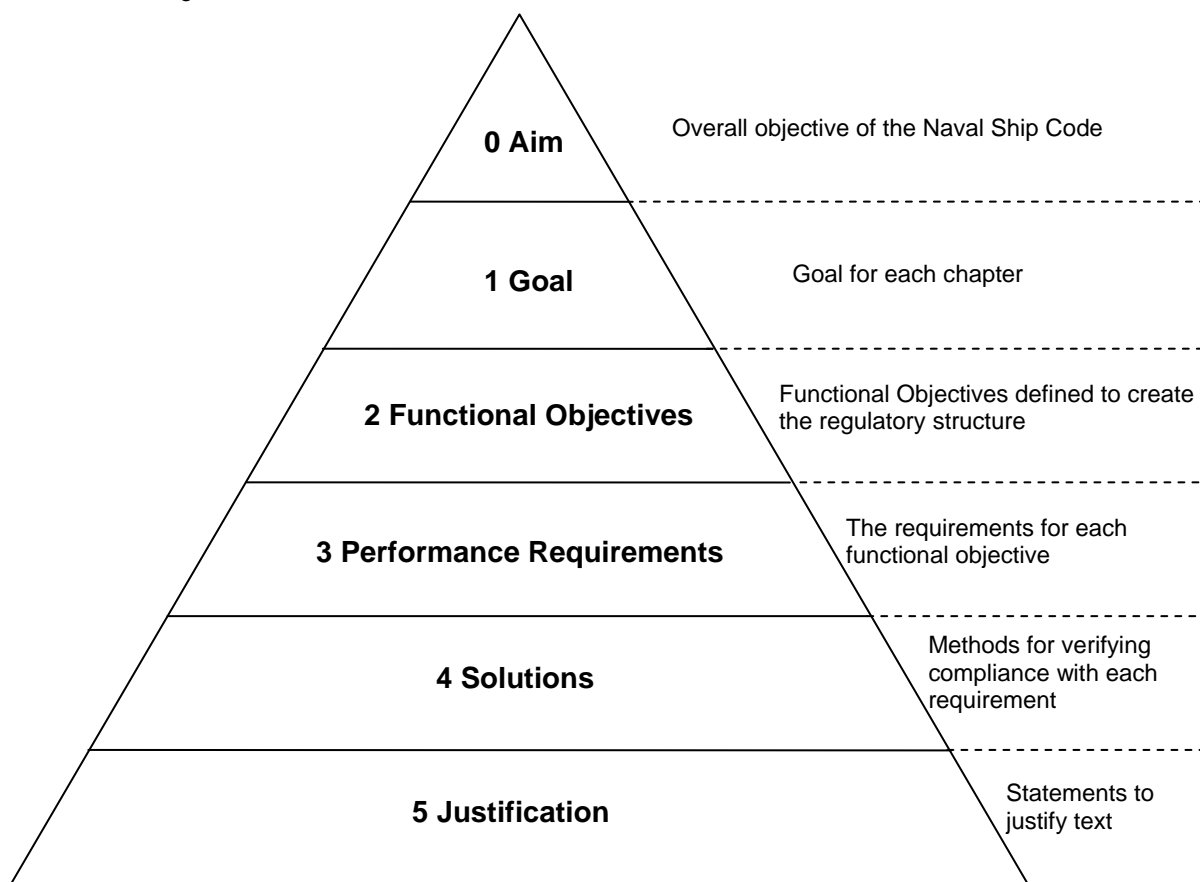 0 Aim
Overall objective of the Naval Ship Code
1 Goal
Goal for each chapter
2 Functional Objectives
Functional Objectives defined to create
the regulatory structure
3 Performance Requirements
The requirements for each
functional objective
4 Solutions
Methods for verifying
compliance with each
requirement
5 Justification
Statements to
justify text